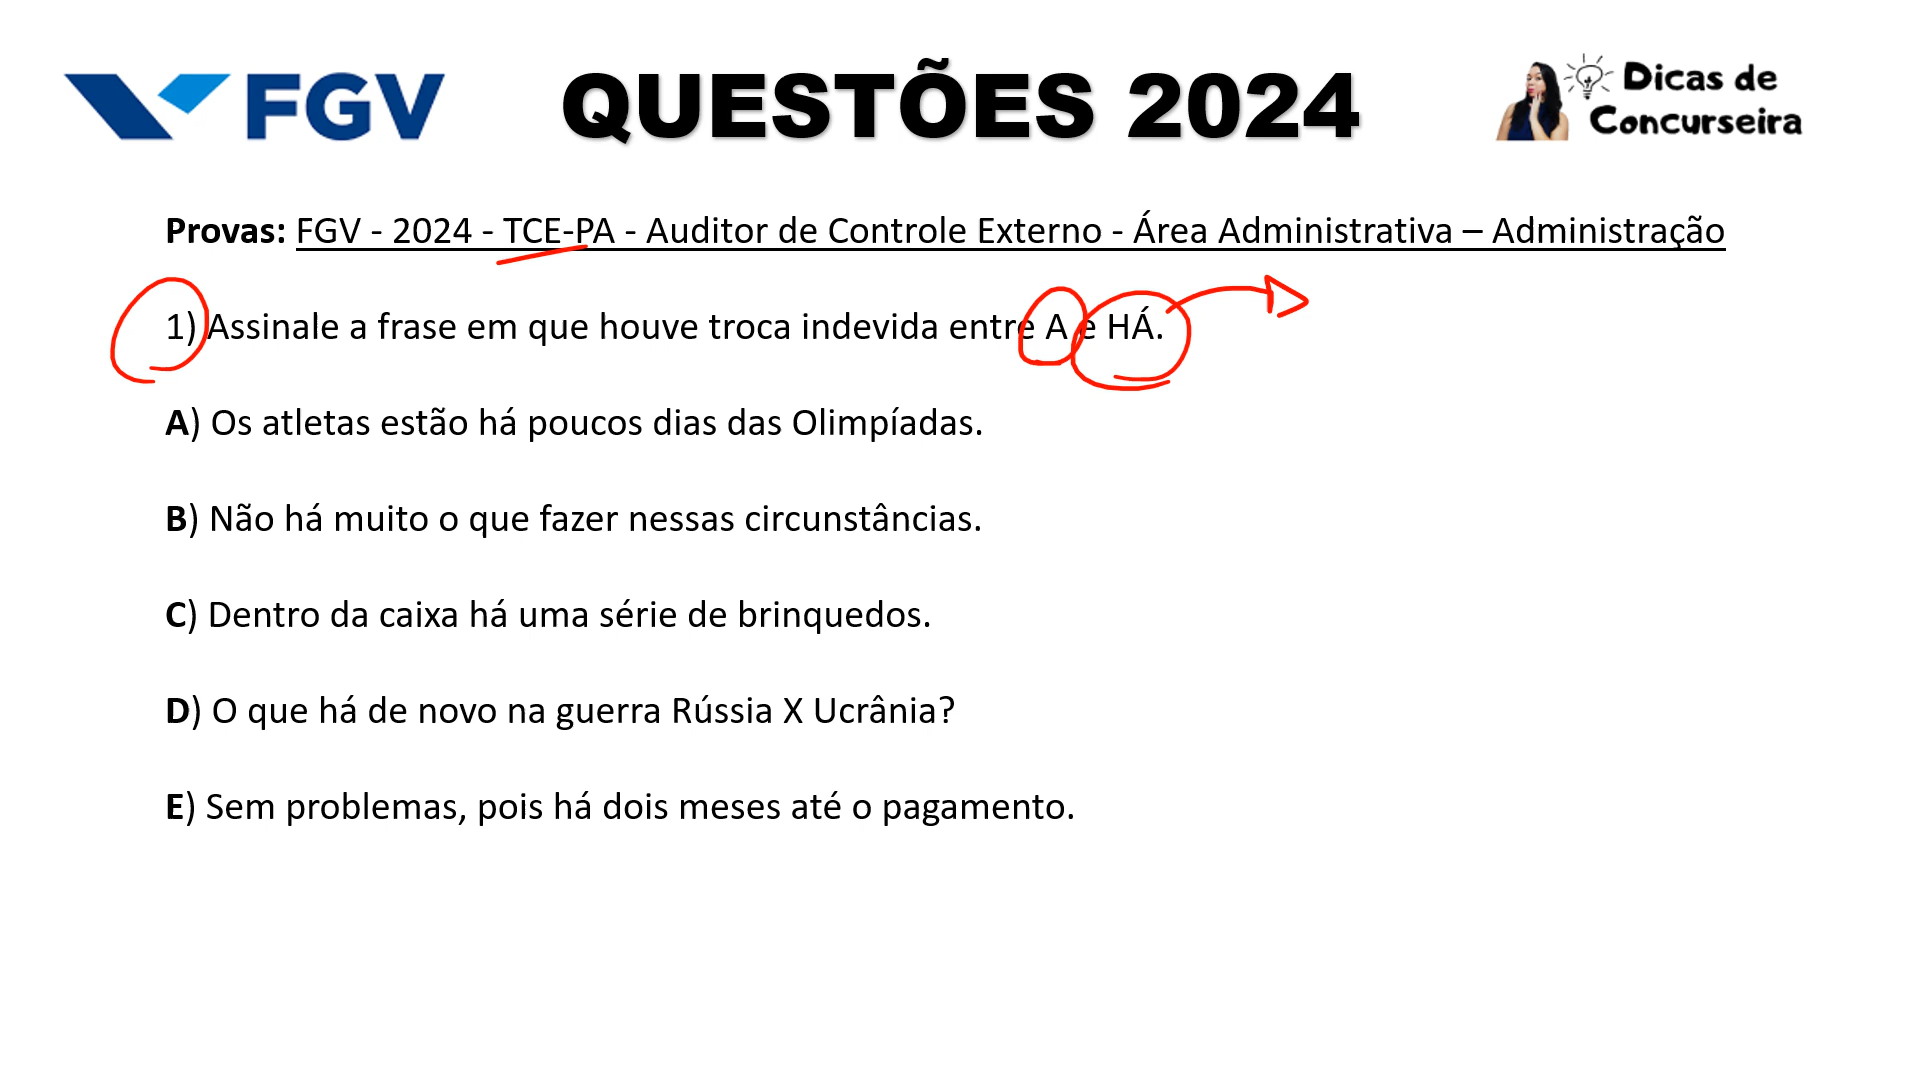 FGV
QUESTÕES 2024
Dicas de
Concurseira
Provas: FGV - 2024 - TCE-PA - Auditor de Controle Externo - Área Administrativa – Administração
1) Assinale a frase em que houve troca indevida entre A e HÁ.
A) Os atletas estão há poucos dias das Olimpíadas.
B) Não há muito o que fazer nessas circunstâncias.
C) Dentro da caixa há uma série de brinquedos.
D) O que há de novo na guerra Rússia X Ucrânia?
E) Sem problemas, pois há dois meses até o pagamento.